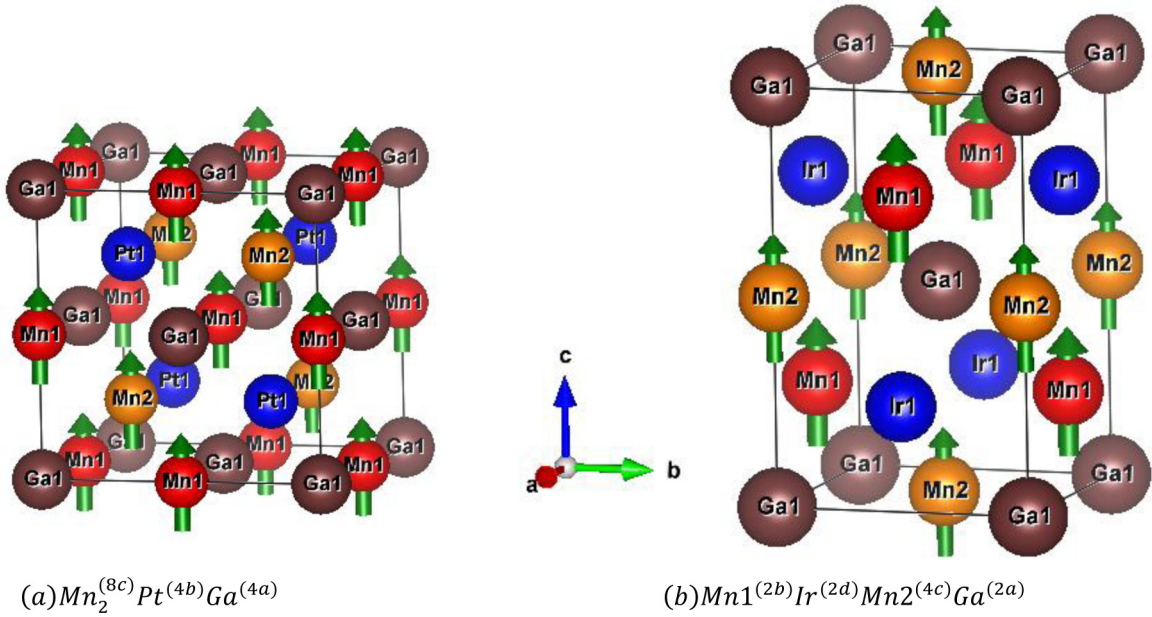 Mn1
Ga1
Ga1
Mn1
Mn1
Ga1
Ga1
Mn1
Ga1
Pt1
Mn2
Mn2
Pt1
Mn1
Ga1
Mn1
Ga1
Ga1
Mn1
Mn1
Ga1
Mn1
Mn2
Pt1
Pt1
Mn2
Mn1
Ga1
Ga1
Mn1
Mn1
Ga1
Ga1
Mn1
Ga1
c
a
b
Ga1
Mn2
Ga1
Ga1
Ga1
Ir1
Mn1
Mn1
Ir1
Mn2
Mn2
Ga1
Mn2
Mn2
Mn1
Ir1
Ir1
Mn1
Ga1
Mn2
Ga1
Ga1
Ga1
(a)Mn₂^(8c)Pt^(4b)Ga^(4a)
(b)Mn1^(2b)Ir^(2d)Mn2^(4c)Ga^(2a)